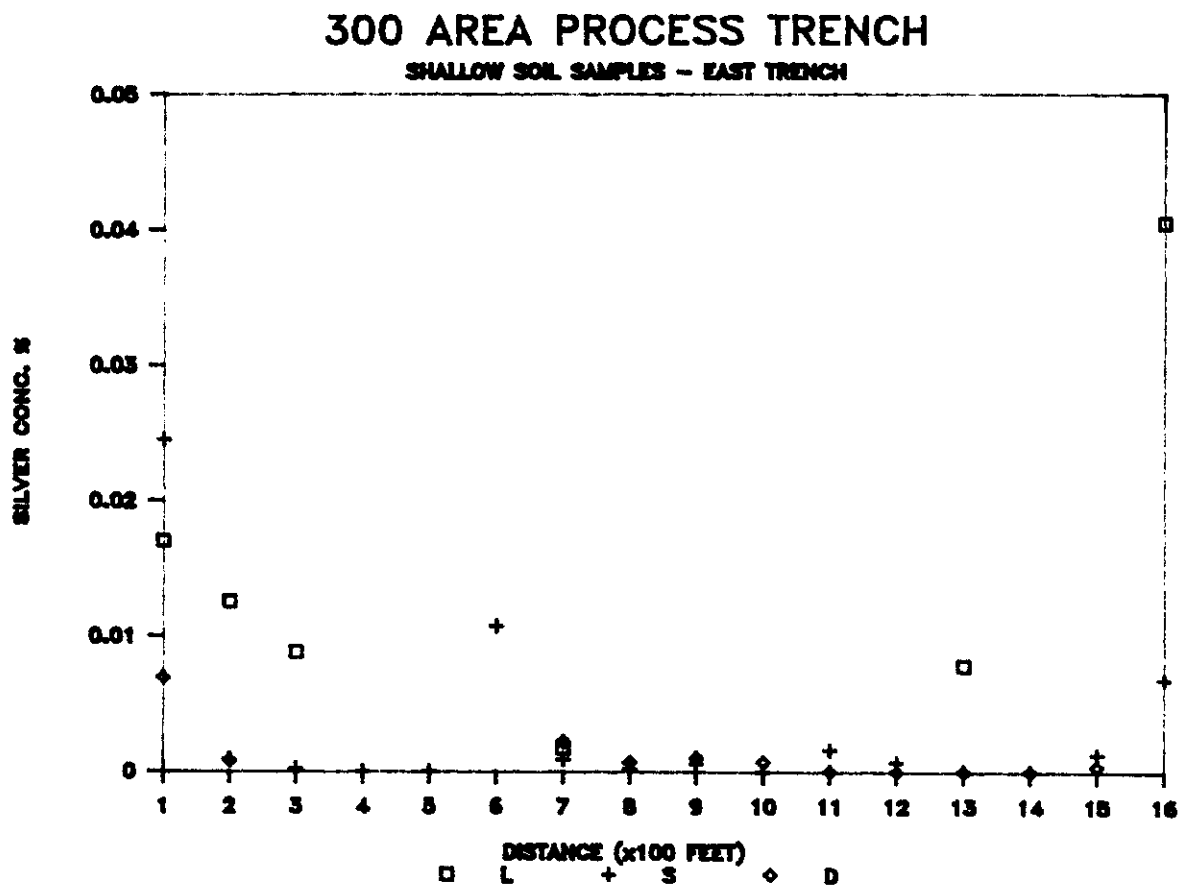 300 AREA PROCESS TRENCH
SHALLOW SOIL SAMPLES – EAST TRENCH
0.05
0.04
0.03
0.02
0.01
0
SILVER CONC. %
1 2 3 4 5 6 7 8 9 10 11 12 13 14 15 16
DISTANCE (x100 FEET)
L S D